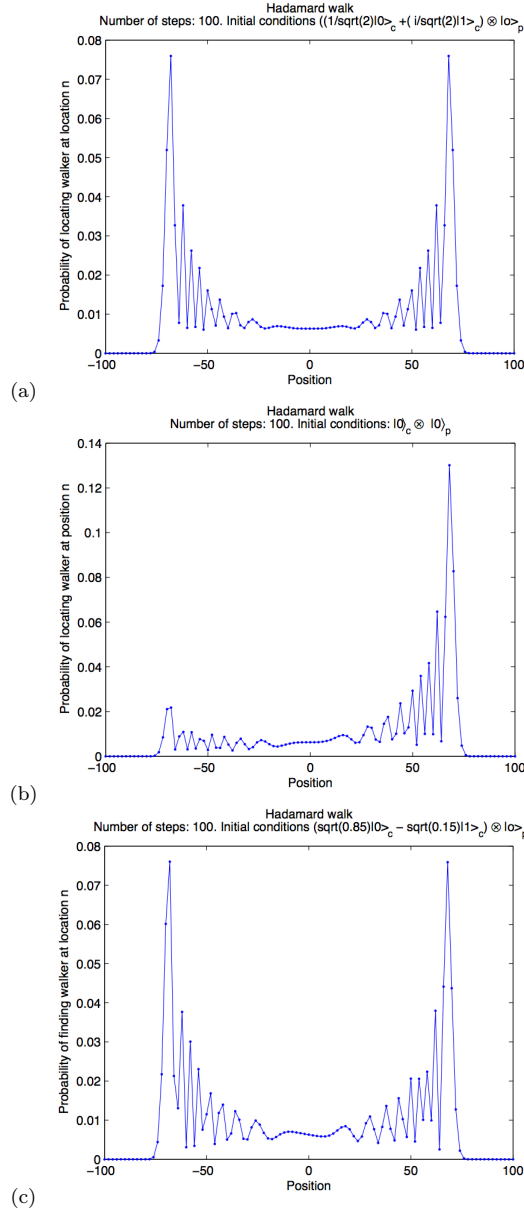 Hadamard walk
Number of steps: 100. Initial conditions ((1/sqrt(2)|0>c +( i/sqrt(2)|1>c) ⊗ |o>p
0.08
0.07
0.06
0.05
0.04
0.03
0.02
0.01
0
Probability of locating walker at location n
−100
−50
0
50
100
Position
(a)
Hadamard walk
Number of steps: 100. Initial conditions: |0⟩c ⊗ |0⟩p
0.14
0.12
0.1
0.08
0.06
0.04
0.02
0
Probability of locating walker at position n
−100
−50
0
50
100
Position
(b)
Hadamard walk
Number of steps: 100. Initial conditions (sqrt(0.85)|0>c − sqrt(0.15)|1>c) ⊗ |o>p
0.08
0.07
0.06
0.05
0.04
0.03
0.02
0.01
0
Probability of finding walker at location n
−100
−50
0
50
100
Position
(c)